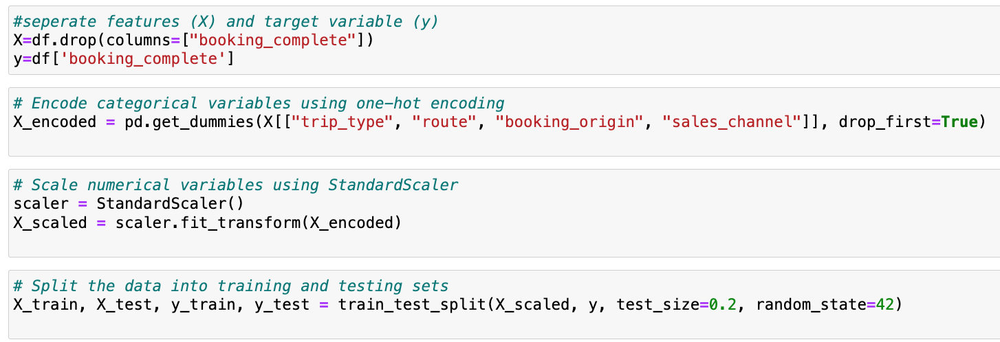 #seperate features (X) and target variable (y)
X=df.drop(columns=["booking_complete"])
y=df['booking_complete']
# Encode categorical variables using one-hot encoding
X_encoded = pd.get_dummies(X[["trip_type", "route", "booking_origin", "sales_channel"]], drop_first=True)
# Scale numerical variables using StandardScaler
scaler = StandardScaler()
X_scaled = scaler.fit_transform(X_encoded)
# Split the data into training and testing sets
X_train, X_test, y_train, y_test = train_test_split(X_scaled, y, test_size=0.2, random_state=42)